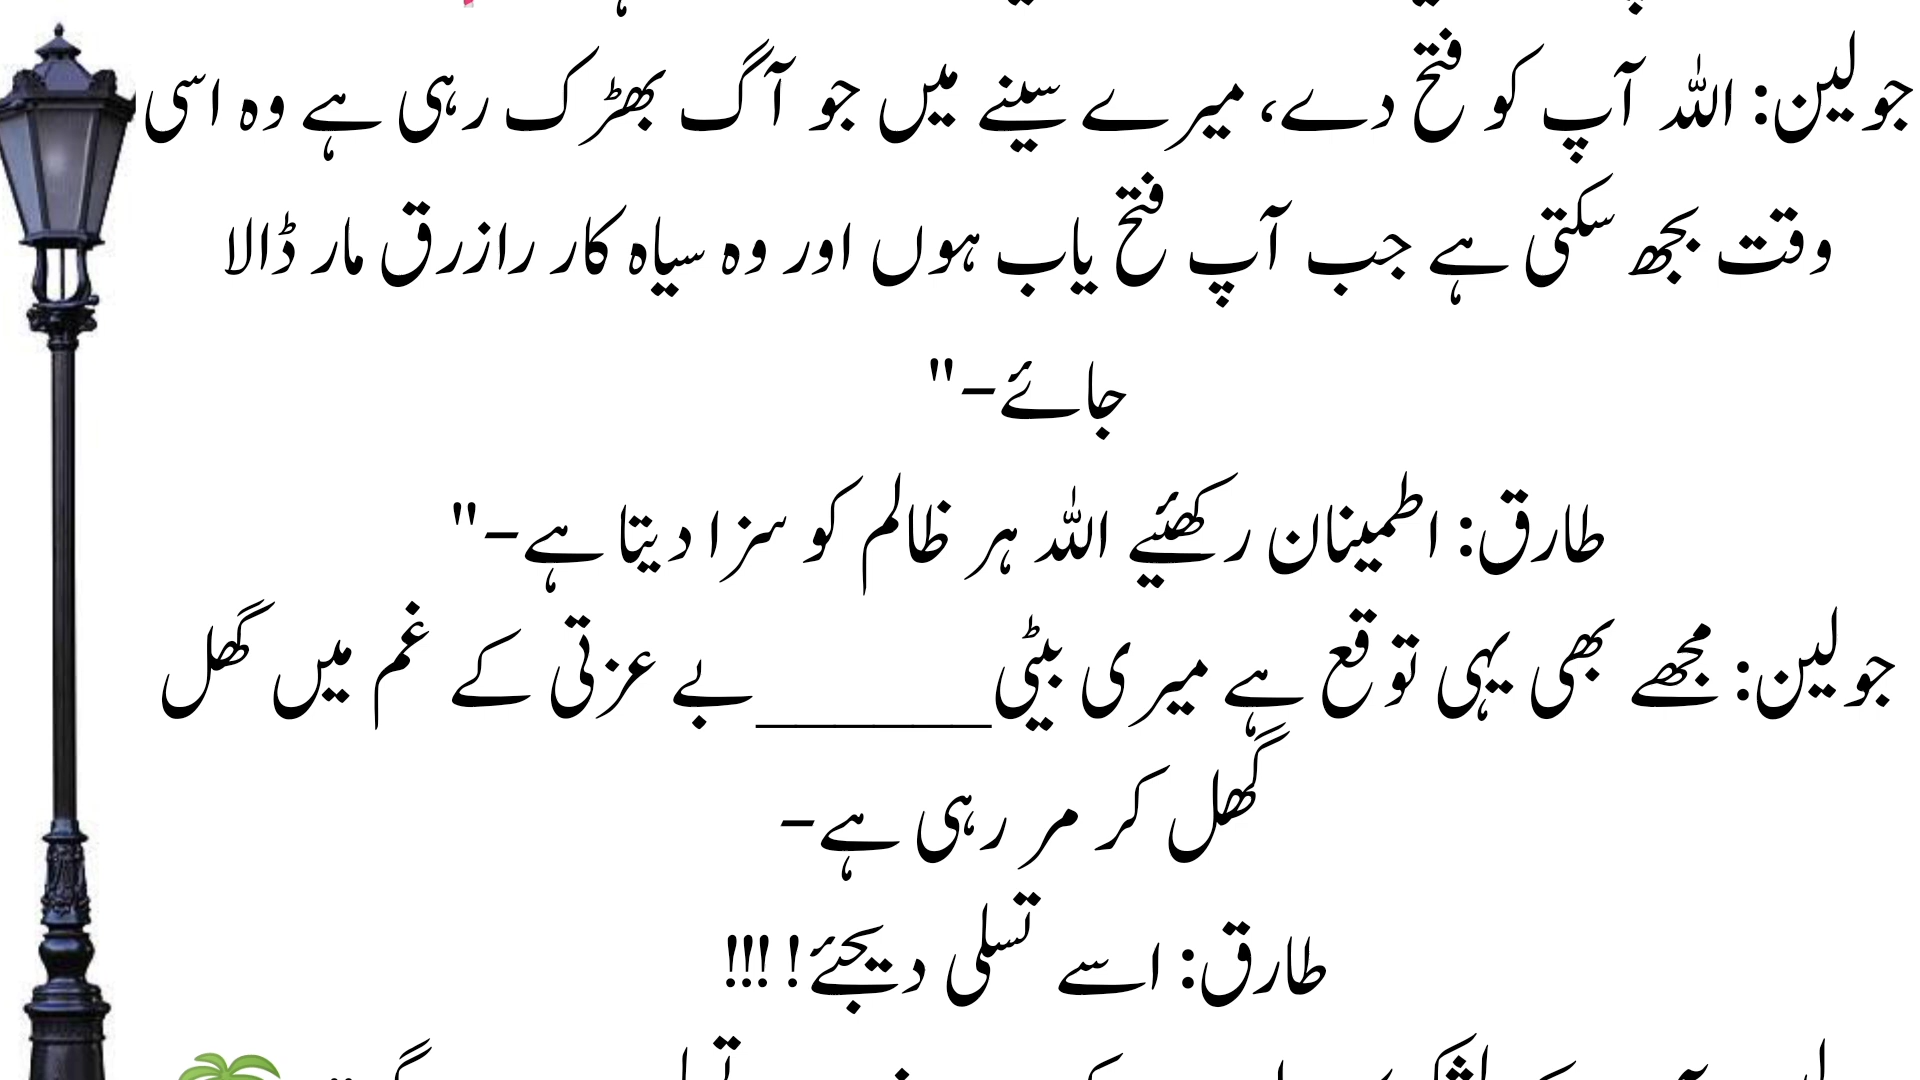 جولین: اللہ آپ کو فتح دے، میرے سینے میں جو آگ بھڑک رہی ہے وہ اسی
وقت بجھ سکتی ہے جب آپ فتح یاب ہوں اور وہ سیاہ کار رازرق مار ڈالا
جائے-"
طارق: اطمینان رکھئیے اللہ ہر ظالم کو سزا دیتا ہے-"
جولین: مجھے بھی یہی توقع ہے میری بیٹی______بے عزتی کے غم میں گھل
گھل کر مر رہی ہے-
طارق: اسے تسلی دیجئے! !!!